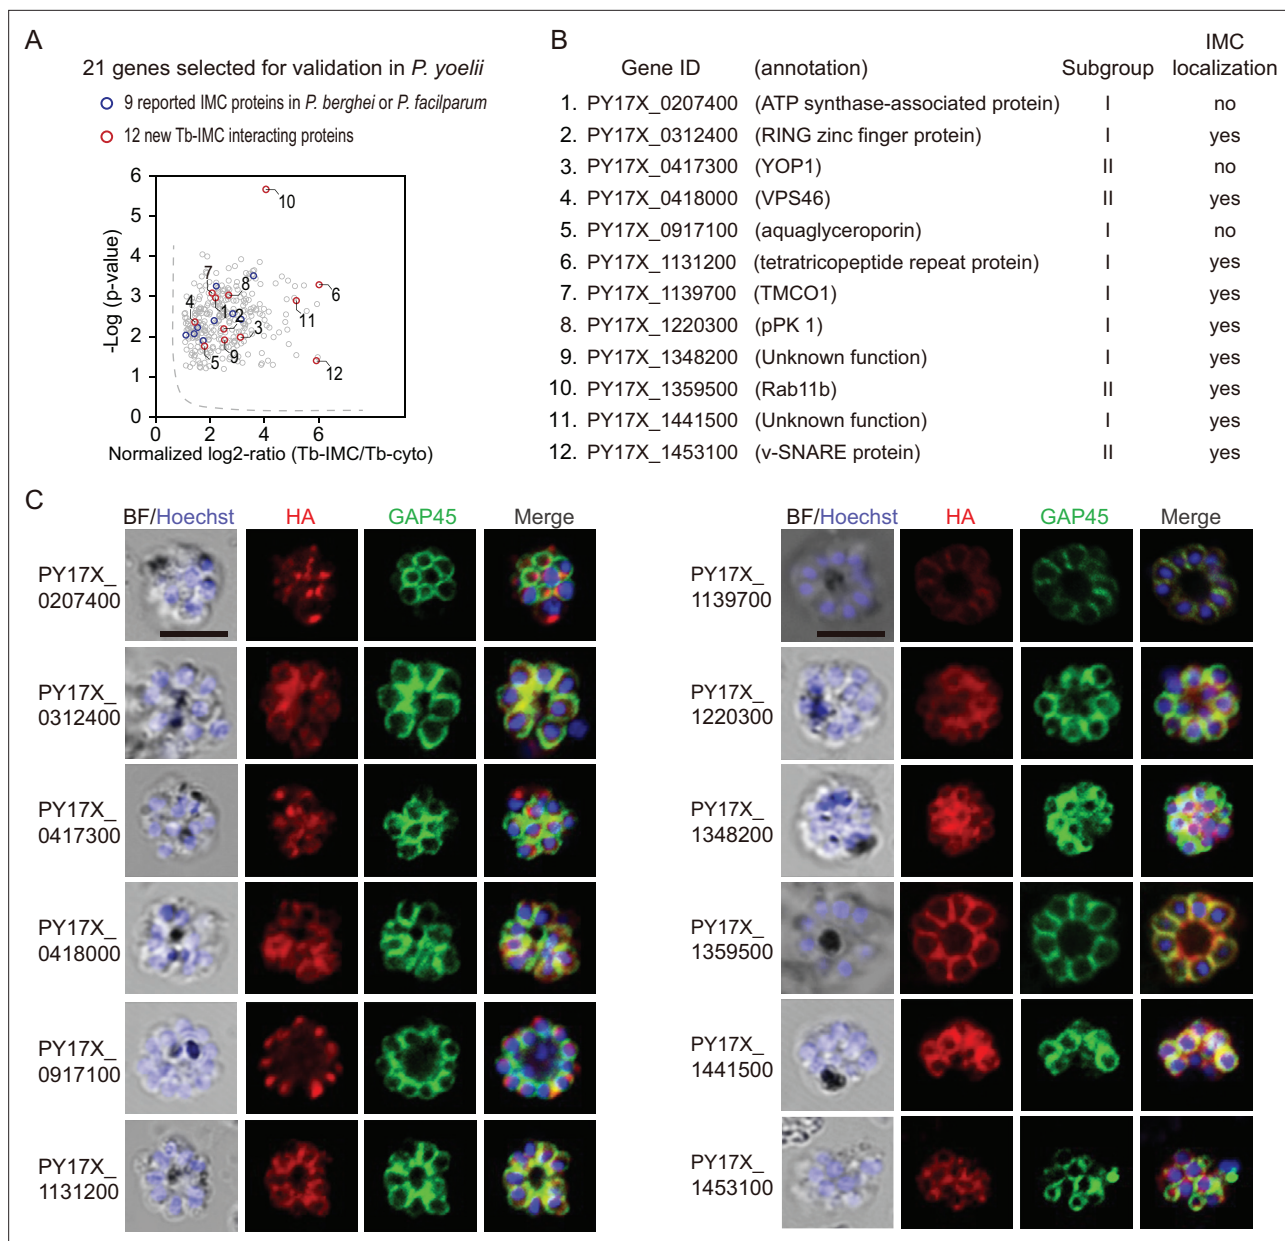 A
21 genes selected for validation in P. yoelii
9 reported IMC proteins in P. berghei or P. facilparum
12 new Tb-IMC interacting proteins
-Log (p-value)
6
5
4
3
2
1
0
0
2
4
6
10
7
8
6
4
1
2
3
11
5
9
12
Normalized log2-ratio (Tb-IMC/Tb-cyto)
B
Gene ID (annotation) Subgroup IMC localization
1. PY17X_0207400 (ATP synthase-associated protein) I no
2. PY17X_0312400 (RING zinc finger protein) I yes
3. PY17X_0417300 (YOP1) II no
4. PY17X_0418000 (VPS46) II yes
5. PY17X_0917100 (aquaglyceroporin) I no
6. PY17X_1131200 (tetratricopeptide repeat protein) I yes
7. PY17X_1139700 (TMCO1) I yes
8. PY17X_1220300 (pPK 1) I yes
9. PY17X_1348200 (Unknown function) I yes
10. PY17X_1359500 (Rab11b) II yes
11. PY17X_1441500 (Unknown function) I yes
12. PY17X_1453100 (v-SNARE protein) II yes
C
BF/Hoechst HA GAP45 Merge
PY17X_
0207400
PY17X_
0312400
PY17X_
0417300
PY17X_
0418000
PY17X_
0917100
PY17X_
1131200
BF/Hoechst HA GAP45 Merge
PY17X_
1139700
PY17X_
1220300
PY17X_
1348200
PY17X_
1359500
PY17X_
1441500
PY17X_
1453100